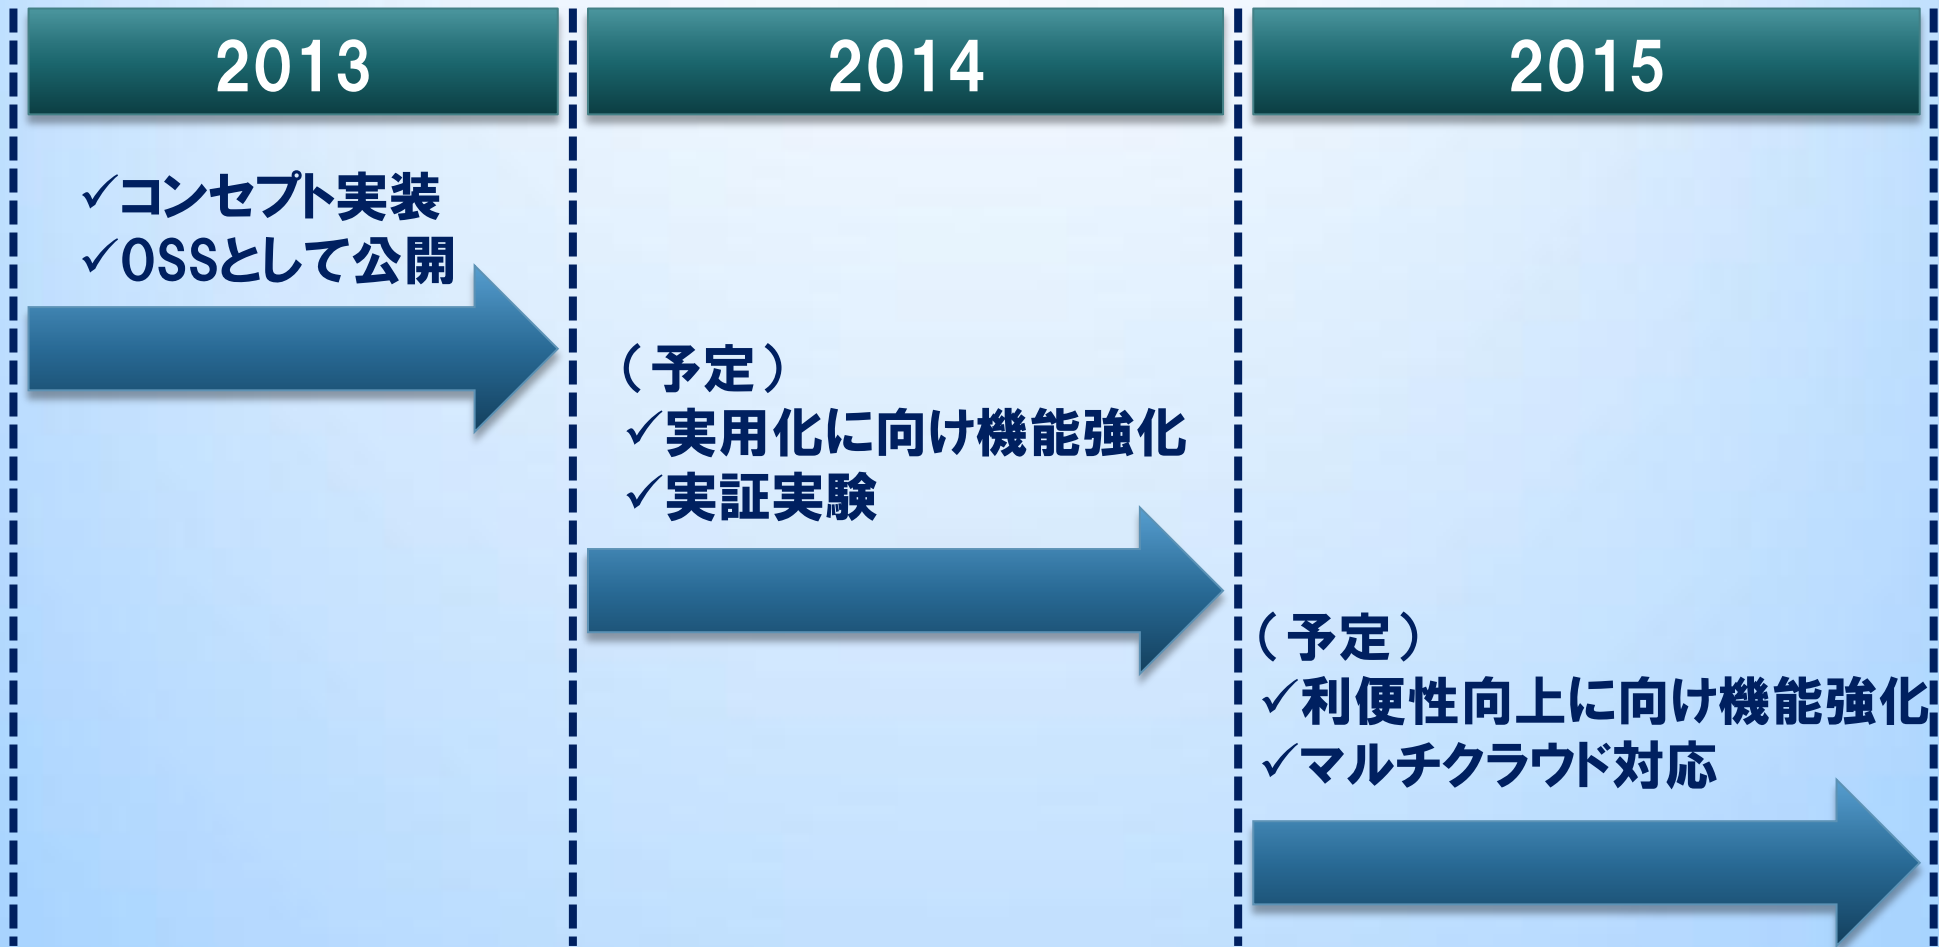 2013
2014
2015
✓コンセプト実装
✓OSSとして公開
（予定）
✓実用化に向け機能強化
✓実証実験
（予定）
✓利便性向上に向け機能強化
✓マルチクラウド対応